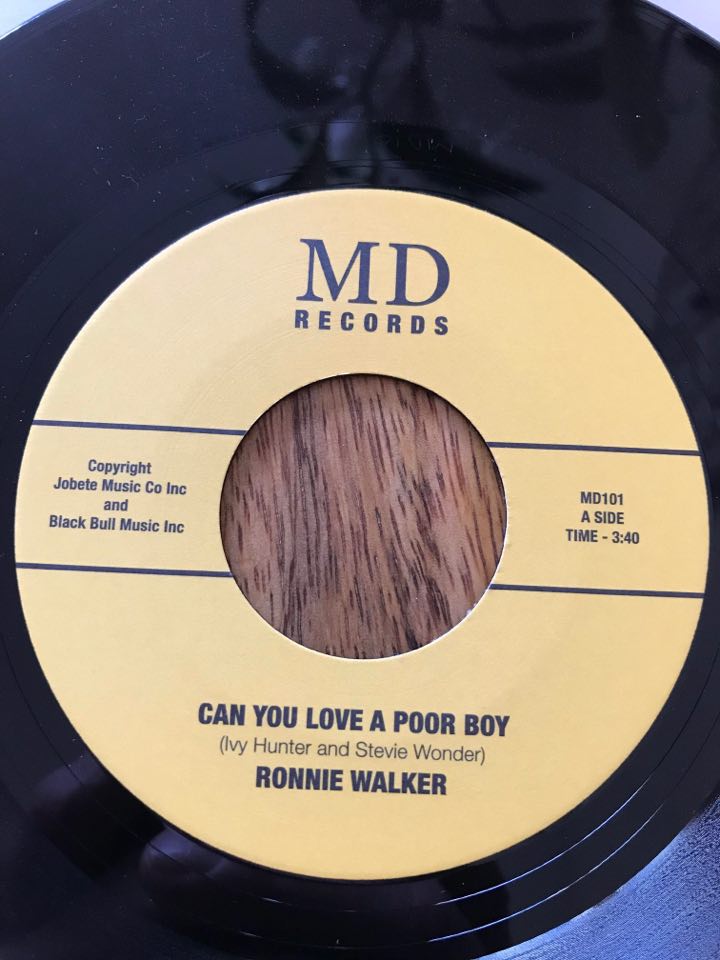 MD
RECORDS
Copyright
Jobete Music Co Inc
and
Black Bull Music Inc
MD101
A SIDE
TIME - 3:40
CAN YOU LOVE A POOR BOY
(Ivy Hunter and Stevie Wonder)
RONNIE WALKER